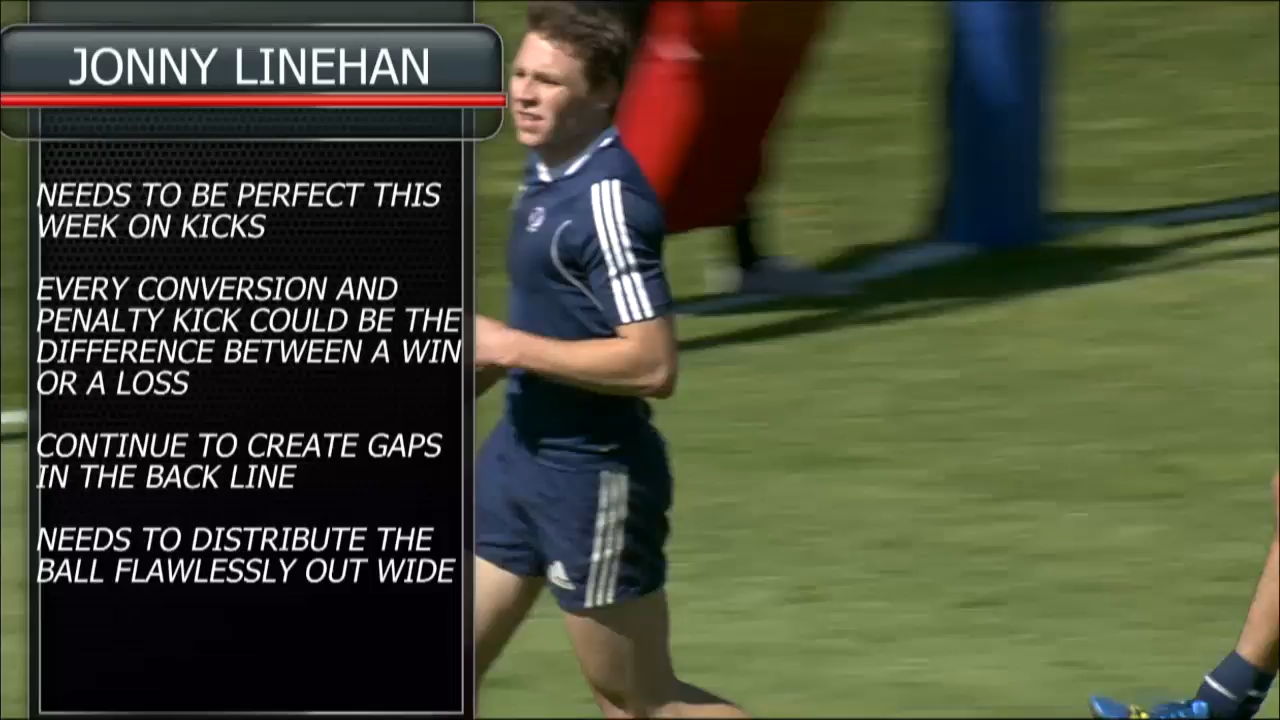 JONNY LINEHAN
NEEDS TO BE PERFECT THIS
WEEK ON KICKS
EVERY CONVERSION AND
PENALTY KICK COULD BE THE
DIFFERENCE BETWEEN A WIN
OR A LOSS
CONTINUE TO CREATE GAPS
IN THE BACK LINE
NEEDS TO DISTRIBUTE THE
BALL FLAWLESSLY OUT WIDE